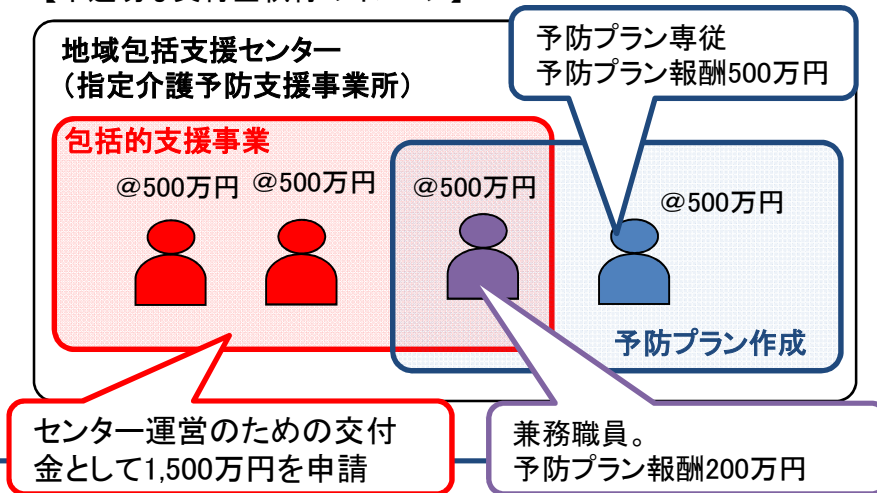 地域包括支援センター
（指定介護予防支援事業所）
予防プラン専従
予防プラン報酬500万円
包括的支援事業
＠500万円
＠500万円
＠500万円
＠500万円
予防プラン作成
センター運営のための交付
金として1,500万円を申請
兼務職員。
予防プラン報酬200万円